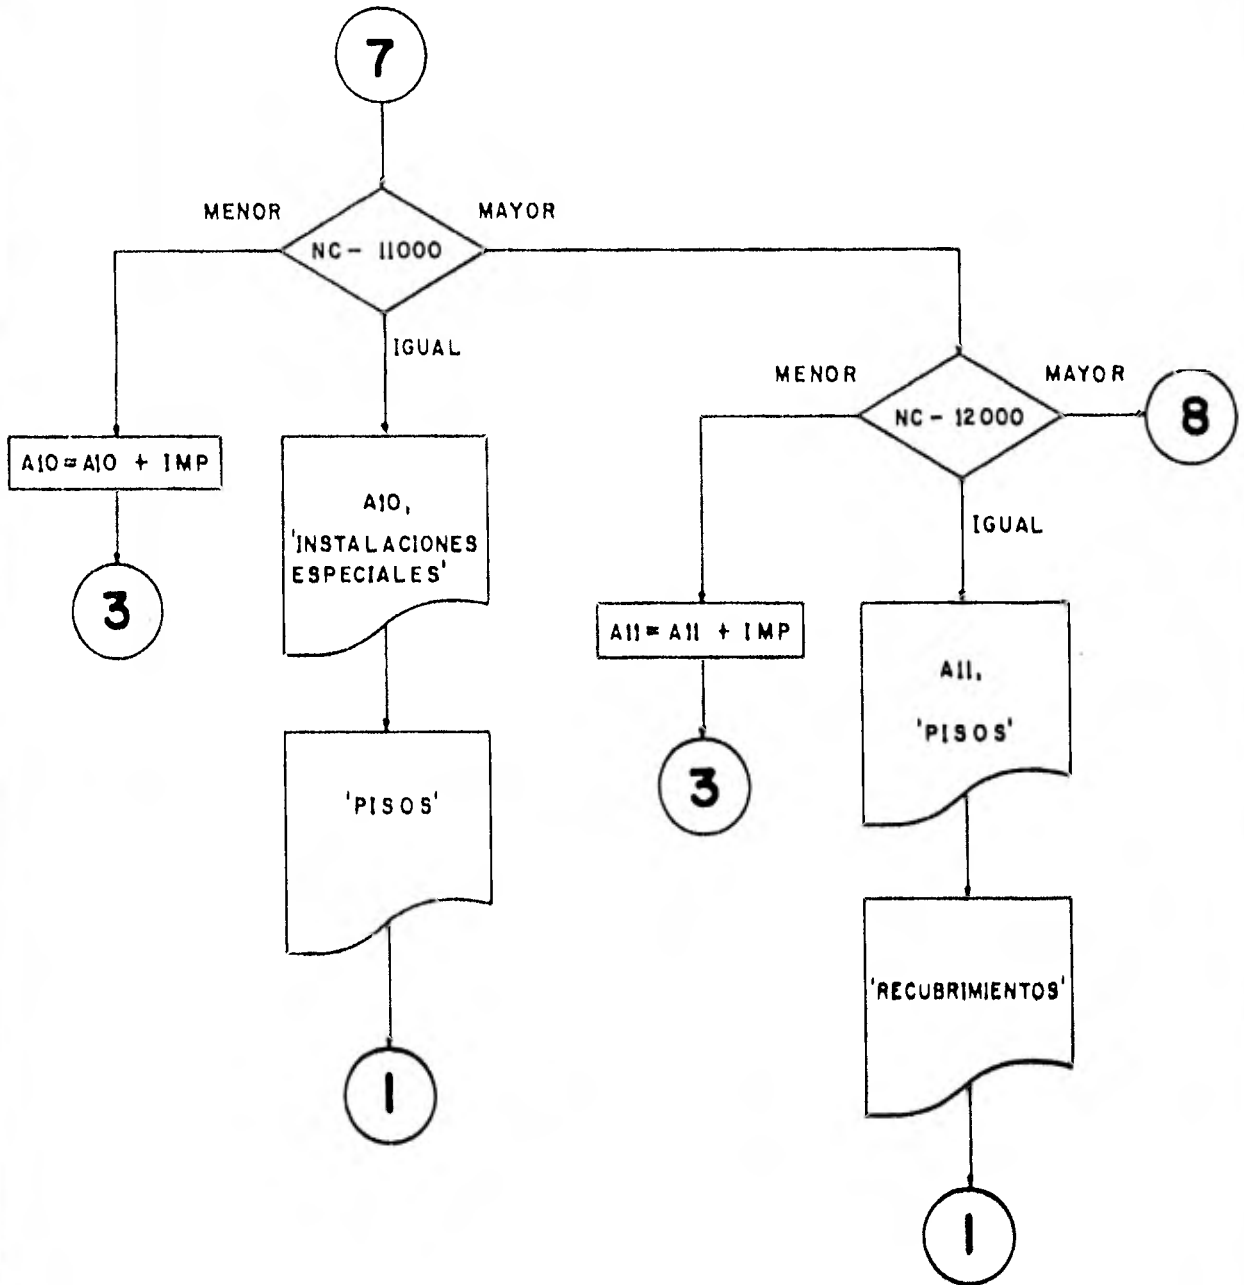 7
MENOR
MAYOR
NC - 11000
IGUAL
MENOR
MAYOR
NC - 12000
8
A10=A10 + IMP
A10,
'INSTALACIONES
ESPECIALES'
IGUAL
3
A11= A11 + IMP
A11,
'PISOS'
'PISOS'
3
'RECUBRIMIENTOS'
1
1